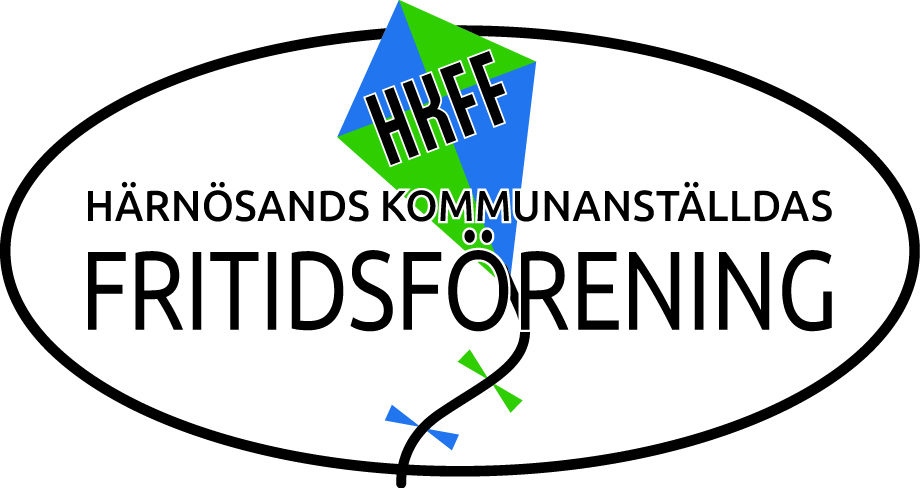 HKFF
HÄRNÖSANDS KOMMUNANSTÄLLDAS
FRITIDSFÖRENING